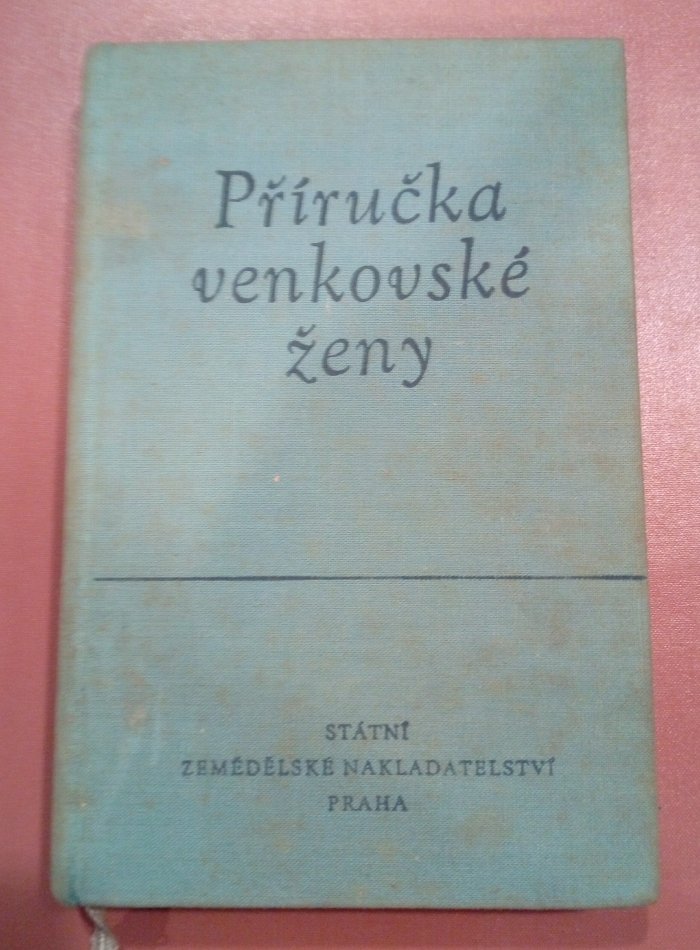 Příručka
venkovské
ženy
STÁTNÍ
ZEMĚDĚLSKÉ NAKLADATELSTVÍ
PRAHA